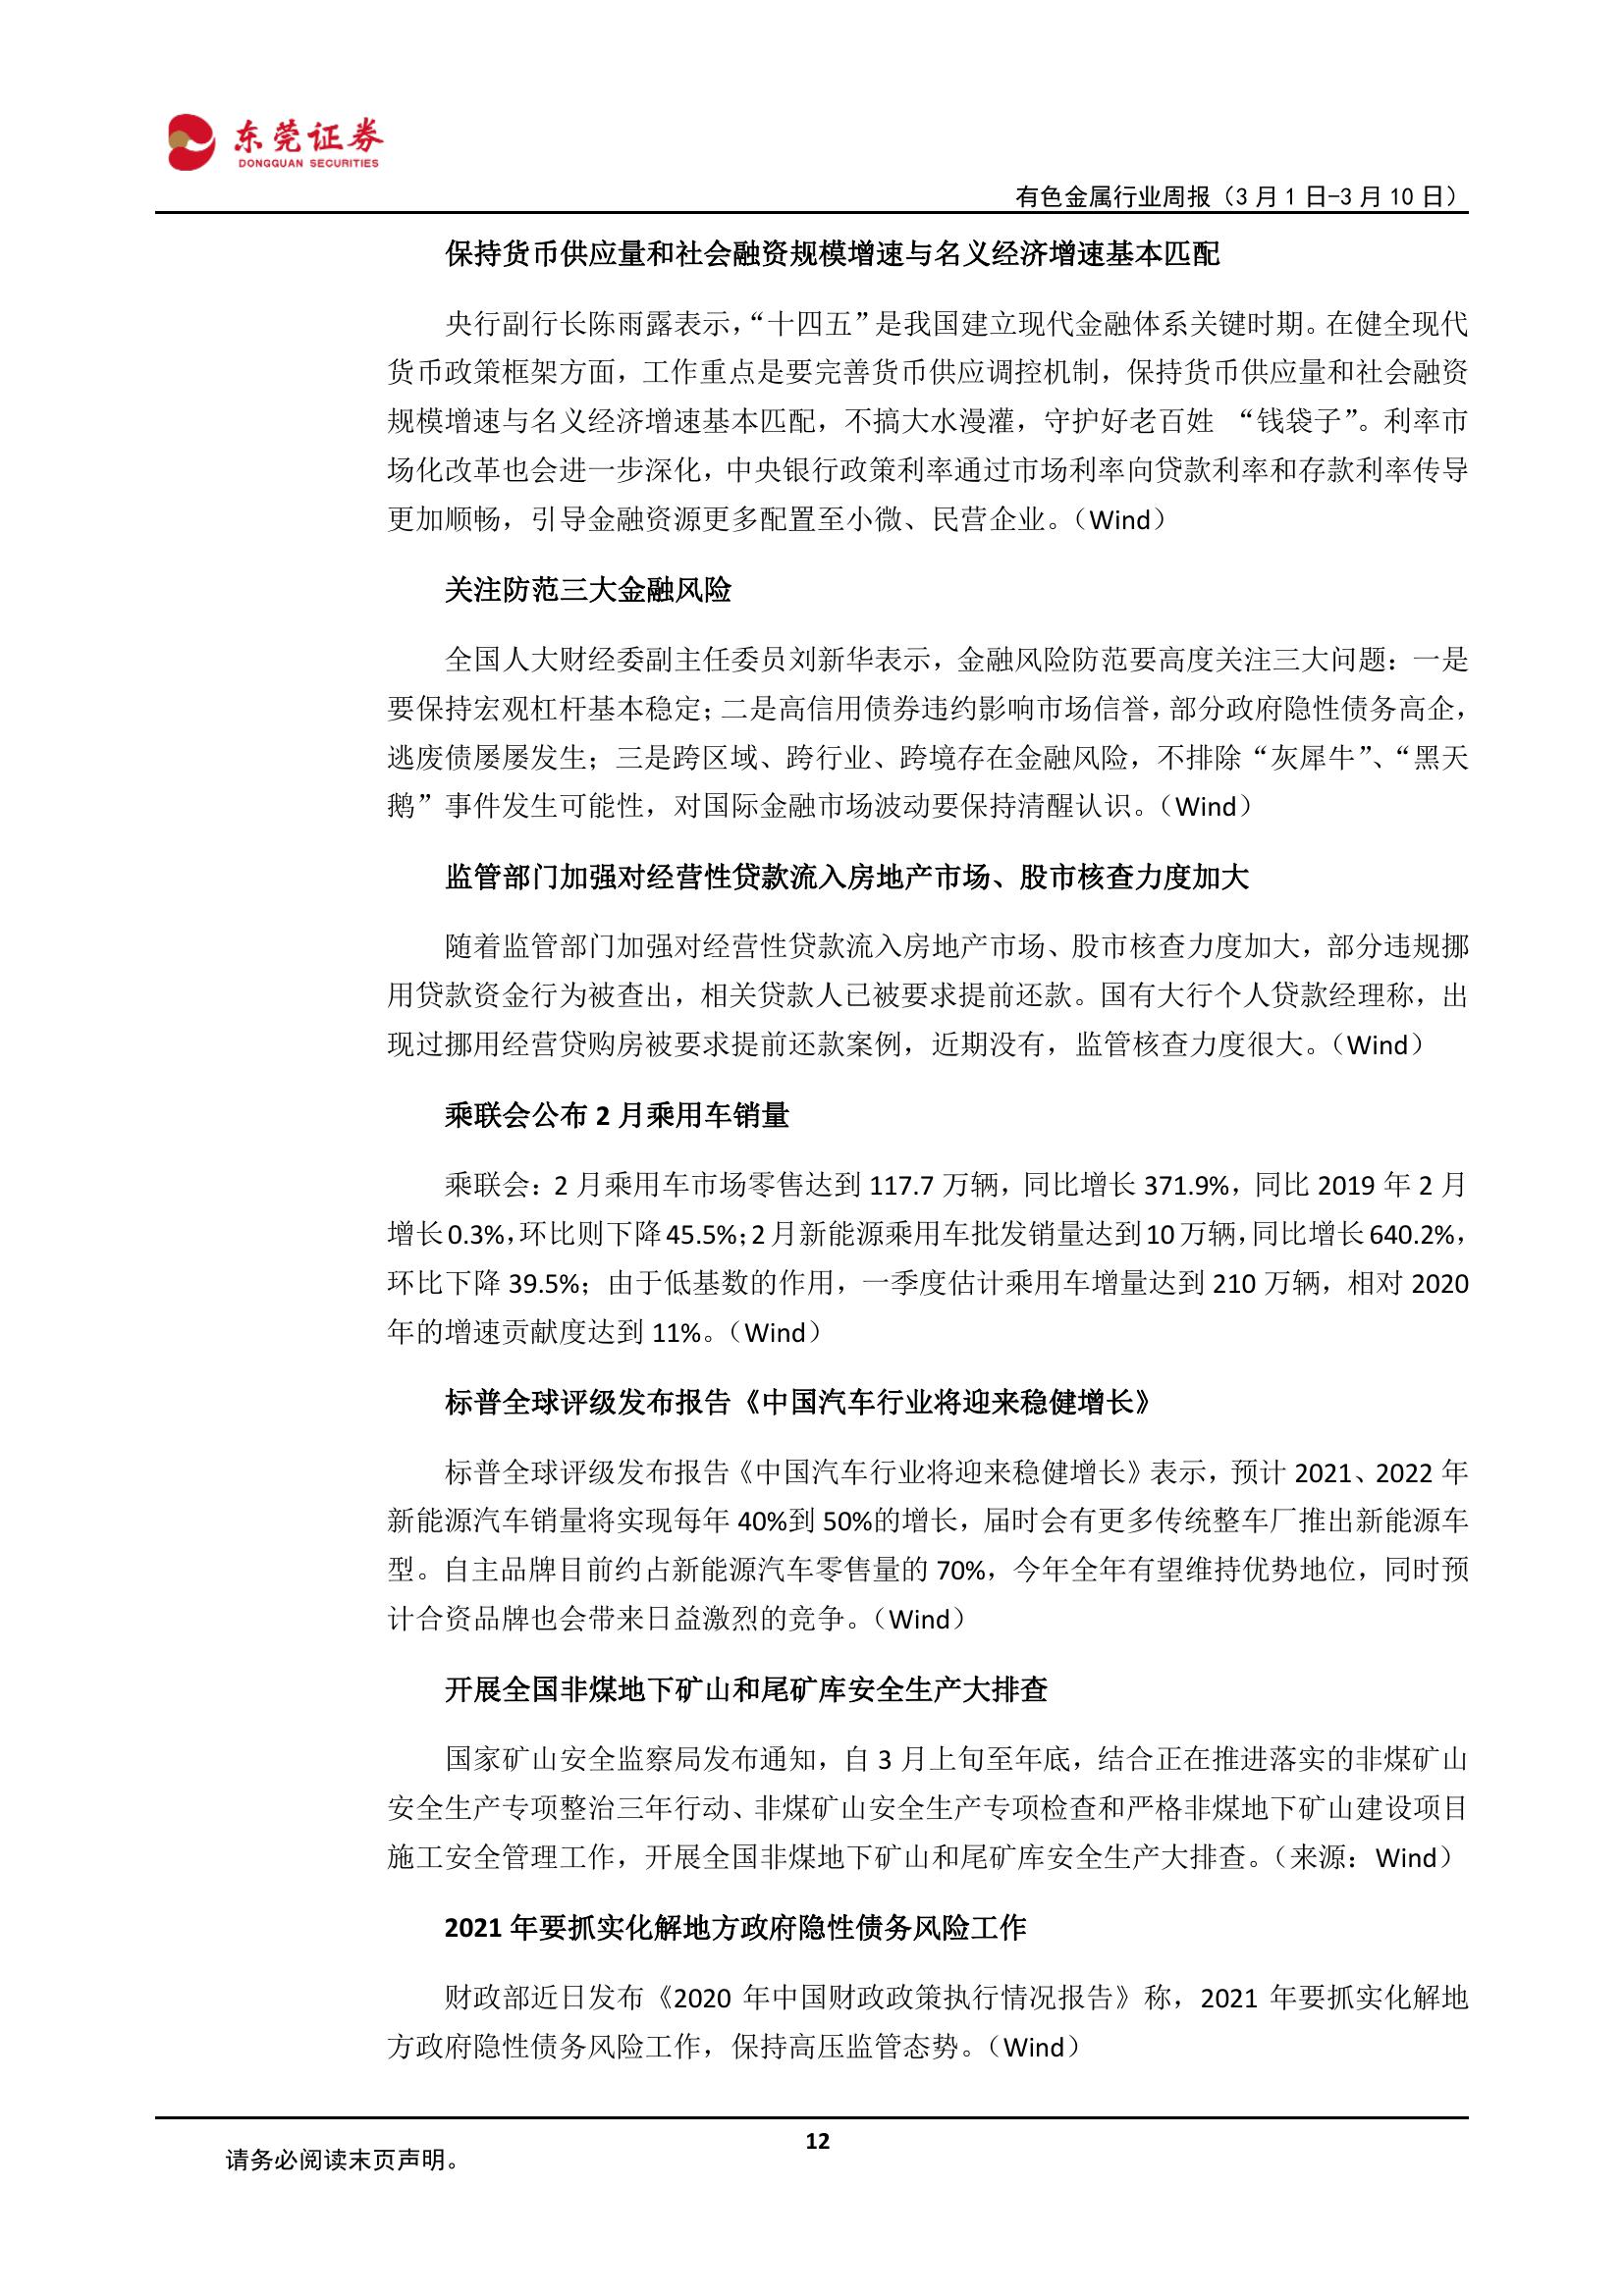 东莞证券
DONGGUAN SECURITIES
有色金属行业周报（3 月 1 日-3 月 10 日）
保持货币供应量和社会融资规模增速与名义经济增速基本匹配
央行副行长陈雨露表示，“十四五”是我国建立现代金融体系关键时期。在健全现代
货币政策框架方面，工作重点是要完善货币供应调控机制，保持货币供应量和社会融资
规模增速与名义经济增速基本匹配，不搞大水漫灌，守护好老百姓 “钱袋子”。利率市
场化改革也会进一步深化，中央银行政策利率通过市场利率向贷款利率和存款利率传导
更加顺畅，引导金融资源更多配置至小微、民营企业。（Wind）
关注防范三大金融风险
全国人大财经委副主任委员刘新华表示，金融风险防范要高度关注三大问题：一是
要保持宏观杠杆基本稳定；二是高信用债券违约影响市场信誉，部分政府隐性债务高企，
逃废债屡屡发生；三是跨区域、跨行业、跨境存在金融风险，不排除“灰犀牛”、“黑天
鹅”事件发生可能性，对国际金融市场波动要保持清醒认识。（Wind）
监管部门加强对经营性贷款流入房地产市场、股市核查力度加大
随着监管部门加强对经营性贷款流入房地产市场、股市核查力度加大，部分违规挪
用贷款资金行为被查出，相关贷款人已被要求提前还款。国有大行个人贷款经理称，出
现过挪用经营贷购房被要求提前还款案例，近期没有，监管核查力度很大。（Wind）
乘联会公布 2 月乘用车销量
乘联会：2 月乘用车市场零售达到 117.7 万辆，同比增长 371.9%，同比 2019 年 2 月
增长 0.3%，环比则下降 45.5%；2 月新能源乘用车批发销量达到 10 万辆，同比增长 640.2%，
环比下降 39.5%；由于低基数的作用，一季度估计乘用车增量达到 210 万辆，相对 2020
年的增速贡献度达到 11%。（Wind）
标普全球评级发布报告《中国汽车行业将迎来稳健增长》
标普全球评级发布报告《中国汽车行业将迎来稳健增长》表示，预计 2021、2022 年
新能源汽车销量将实现每年 40%到 50%的增长，届时会有更多传统整车厂推出新能源车
型。自主品牌目前约占新能源汽车零售量的 70%，今年全年有望维持优势地位，同时预
计合资品牌也会带来日益激烈的竞争。（Wind）
开展全国非煤地下矿山和尾矿库安全生产大排查
国家矿山安全监察局发布通知，自 3 月上旬至年底，结合正在推进落实的非煤矿山
安全生产专项整治三年行动、非煤矿山安全生产专项检查和严格非煤地下矿山建设项目
施工安全管理工作，开展全国非煤地下矿山和尾矿库安全生产大排查。（来源：Wind）
2021 年要抓实化解地方政府隐性债务风险工作
财政部近日发布《2020 年中国财政政策执行情况报告》称，2021 年要抓实化解地
方政府隐性债务风险工作，保持高压监管态势。（Wind）
12
请务必阅读末页声明。